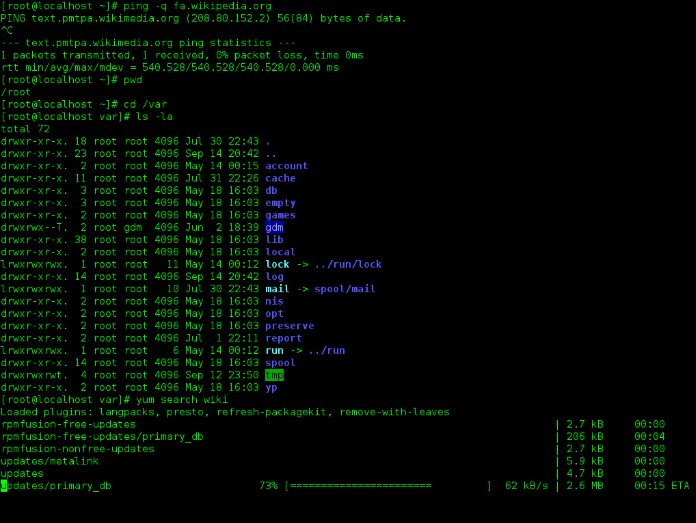 [root@localhost ~]# ping -q fa.wikipedia.org
PING text.pmtpa.wikimedia.org (208.80.152.2) 56(84) bytes of data.
^C
--- text.pmtpa.wikimedia.org ping statistics ---
1 packets transmitted, 1 received, 0% packet loss, time 0ms
rtt min/avg/max/mdev = 540.528/540.528/540.528/0.000 ms
[root@localhost ~]# pwd
/root
[root@localhost ~]# cd /var
[root@localhost var]# ls -la
total 72
drwxr-xr-x. 18 root root 4096 Jul 30 22:43 .
drwxr-xr-x. 23 root root 4096 Sep 14 20:42 ..
drwxr-xr-x.  2 root root 4096 May 14 00:15 account
drwxr-xr-x. 11 root root 4096 Jul 31 22:26 cache
drwxr-xr-x.  3 root root 4096 May 18 16:03 db
drwxr-xr-x.  3 root root 4096 May 18 16:03 empty
drwxr-xr-x.  2 root root 4096 May 18 16:03 games
drwxrwx--T.  2 root gdm  4096 Jun  2 18:39 gdm
drwxr-xr-x. 38 root root 4096 May 18 16:03 lib
drwxr-xr-x.  2 root root 4096 May 18 16:03 local
lrwxrwxrwx.  1 root root   11 May 14 00:12 lock -> ../run/lock
drwxr-xr-x. 14 root root 4096 Sep 14 20:42 log
lrwxrwxrwx.  1 root root   10 Jul 30 22:43 mail -> spool/mail
drwxr-xr-x.  2 root root 4096 May 18 16:03 nis
drwxr-xr-x.  2 root root 4096 May 18 16:03 opt
drwxr-xr-x.  2 root root 4096 May 18 16:03 preserve
drwxr-xr-x.  2 root root 4096 Jul  1 22:11 report
lrwxrwxrwx.  1 root root    6 May 14 00:12 run -> ../run
drwxr-xr-x. 14 root root 4096 May 18 16:03 spool
drwxrwxrwt.  4 root root 4096 Sep 12 23:50 tmp
drwxr-xr-x.  2 root root 4096 May 18 16:03 yp
[root@localhost var]# yum search wiki
Loaded plugins: langpacks, presto, refresh-packagekit, remove-with-leaves
rpmfusion-free-updates | 2.7 kB 00:00
rpmfusion-free-updates/primary_db | 206 kB 00:04
rpmfusion-nonfree-updates | 2.7 kB 00:00
updates/metalink | 5.9 kB 00:00
updates | 4.7 kB 00:00
updates/primary_db 73% [======================= ] 62 kB/s | 2.6 MB 00:15 ETA